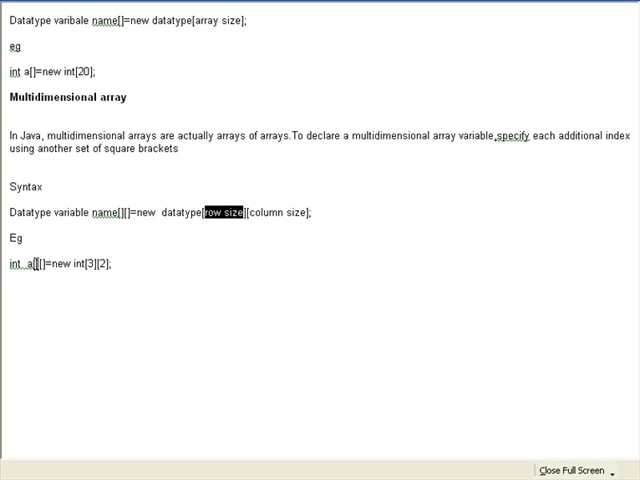 Datatype varibale name[]=new datatype[array size];
eg
int a[]=new int[20];
Multidimensional array
In Java, multidimensional arrays are actually arrays of arrays.To declare a multidimensional array variable,specify each additional index
using another set of square brackets
Syntax
Datatype variable name[][]=new datatype[row size][column size];
Eg
int a[][]=new int[3][2];
Close Full Screen